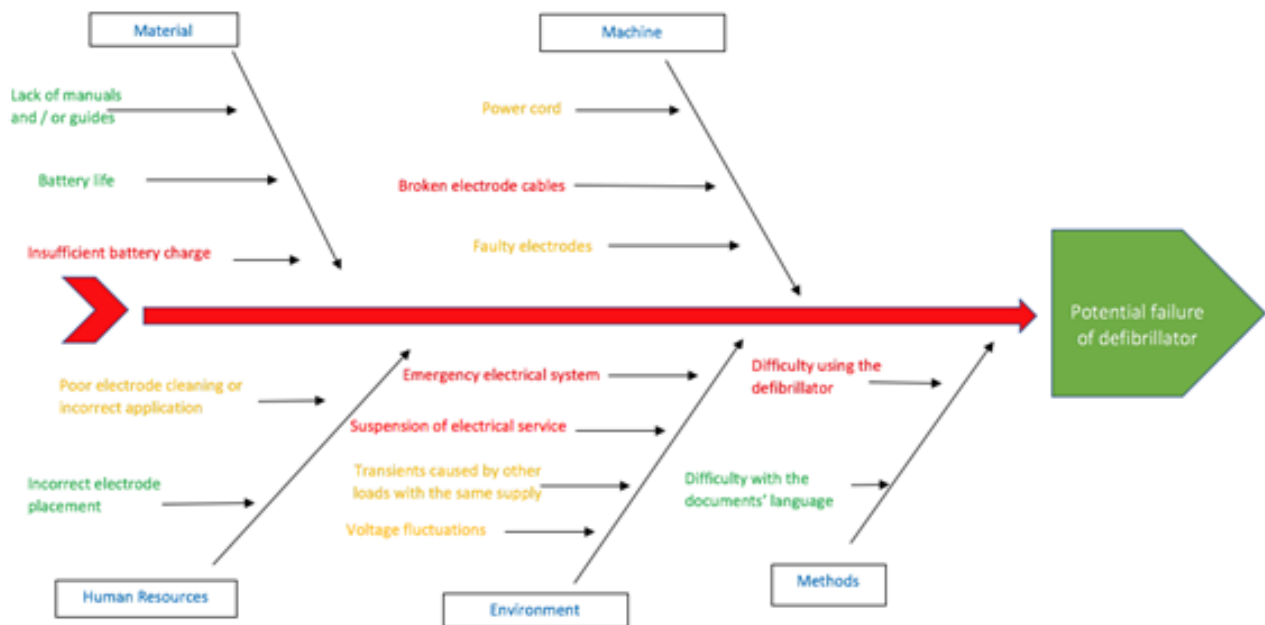 Material
Machine
Lack of manuals
and / or guides
Power cord
Battery life
Broken electrode cables
Insufficient battery charge
Faulty electrodes
Potential failure
of defibrillator
Poor electrode cleaning or
incorrect application
Emergency electrical system
Difficulty using the
defibrillator
Suspension of electrical service
Incorrect electrode
placement
Transients caused by other
loads with the same supply
Difficulty with the
documents' language
Voltage fluctuations
Human Resources
Environment
Methods